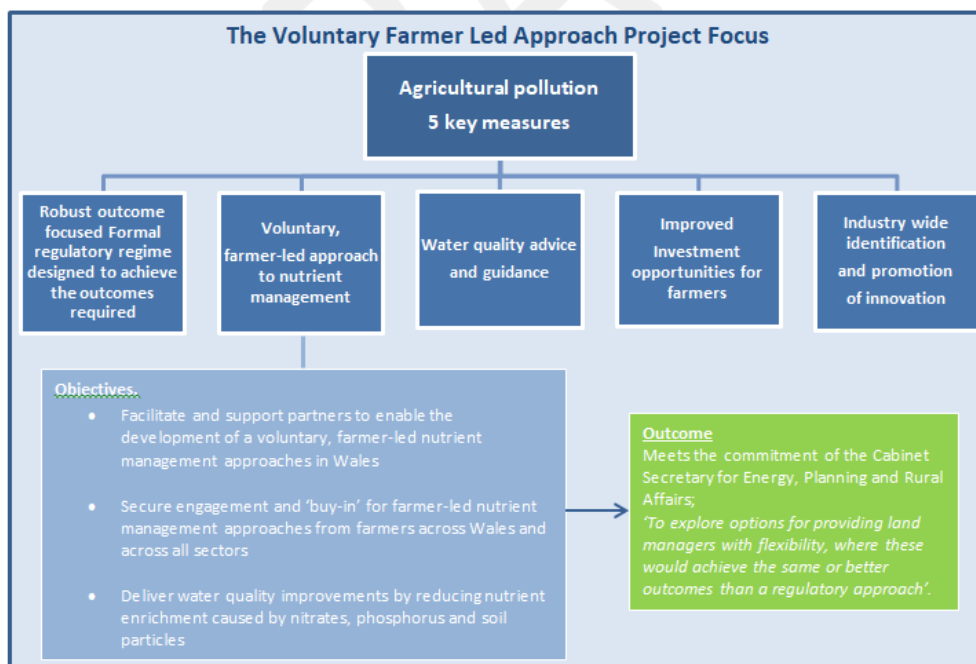 The Voluntary Farmer Led Approach Project Focus
Agricultural pollution
5 key measures
Robust outcome
focused Formal
regulatory regime
designed to achieve
the outcomes
required
Voluntary,
farmer-led approach
to nutrient
management
Water quality advice
and guidance
Improved
Investment
opportunities for
farmers
Industry wide
identification
and promotion
of innovation
Objectives.
• Facilitate and support partners to enable the
development of a voluntary, farmer-led nutrient
management approaches in Wales
• Secure engagement and ‘buy-in’ for farmer-led nutrient
management approaches from farmers across Wales and
across all sectors
• Deliver water quality improvements by reducing nutrient
enrichment caused by nitrates, phosphorus and soil
particles
Outcome
Meets the commitment of the Cabinet
Secretary for Energy, Planning and Rural
Affairs;
‘To explore options for providing land
managers with flexibility, where these
would achieve the same or better
outcomes than a regulatory approach’.